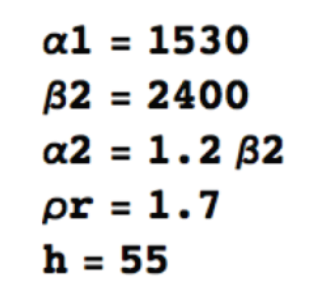 α1 = 1530
β2 = 2400
α2 = 1.2 β2
ρr = 1.7
h = 55